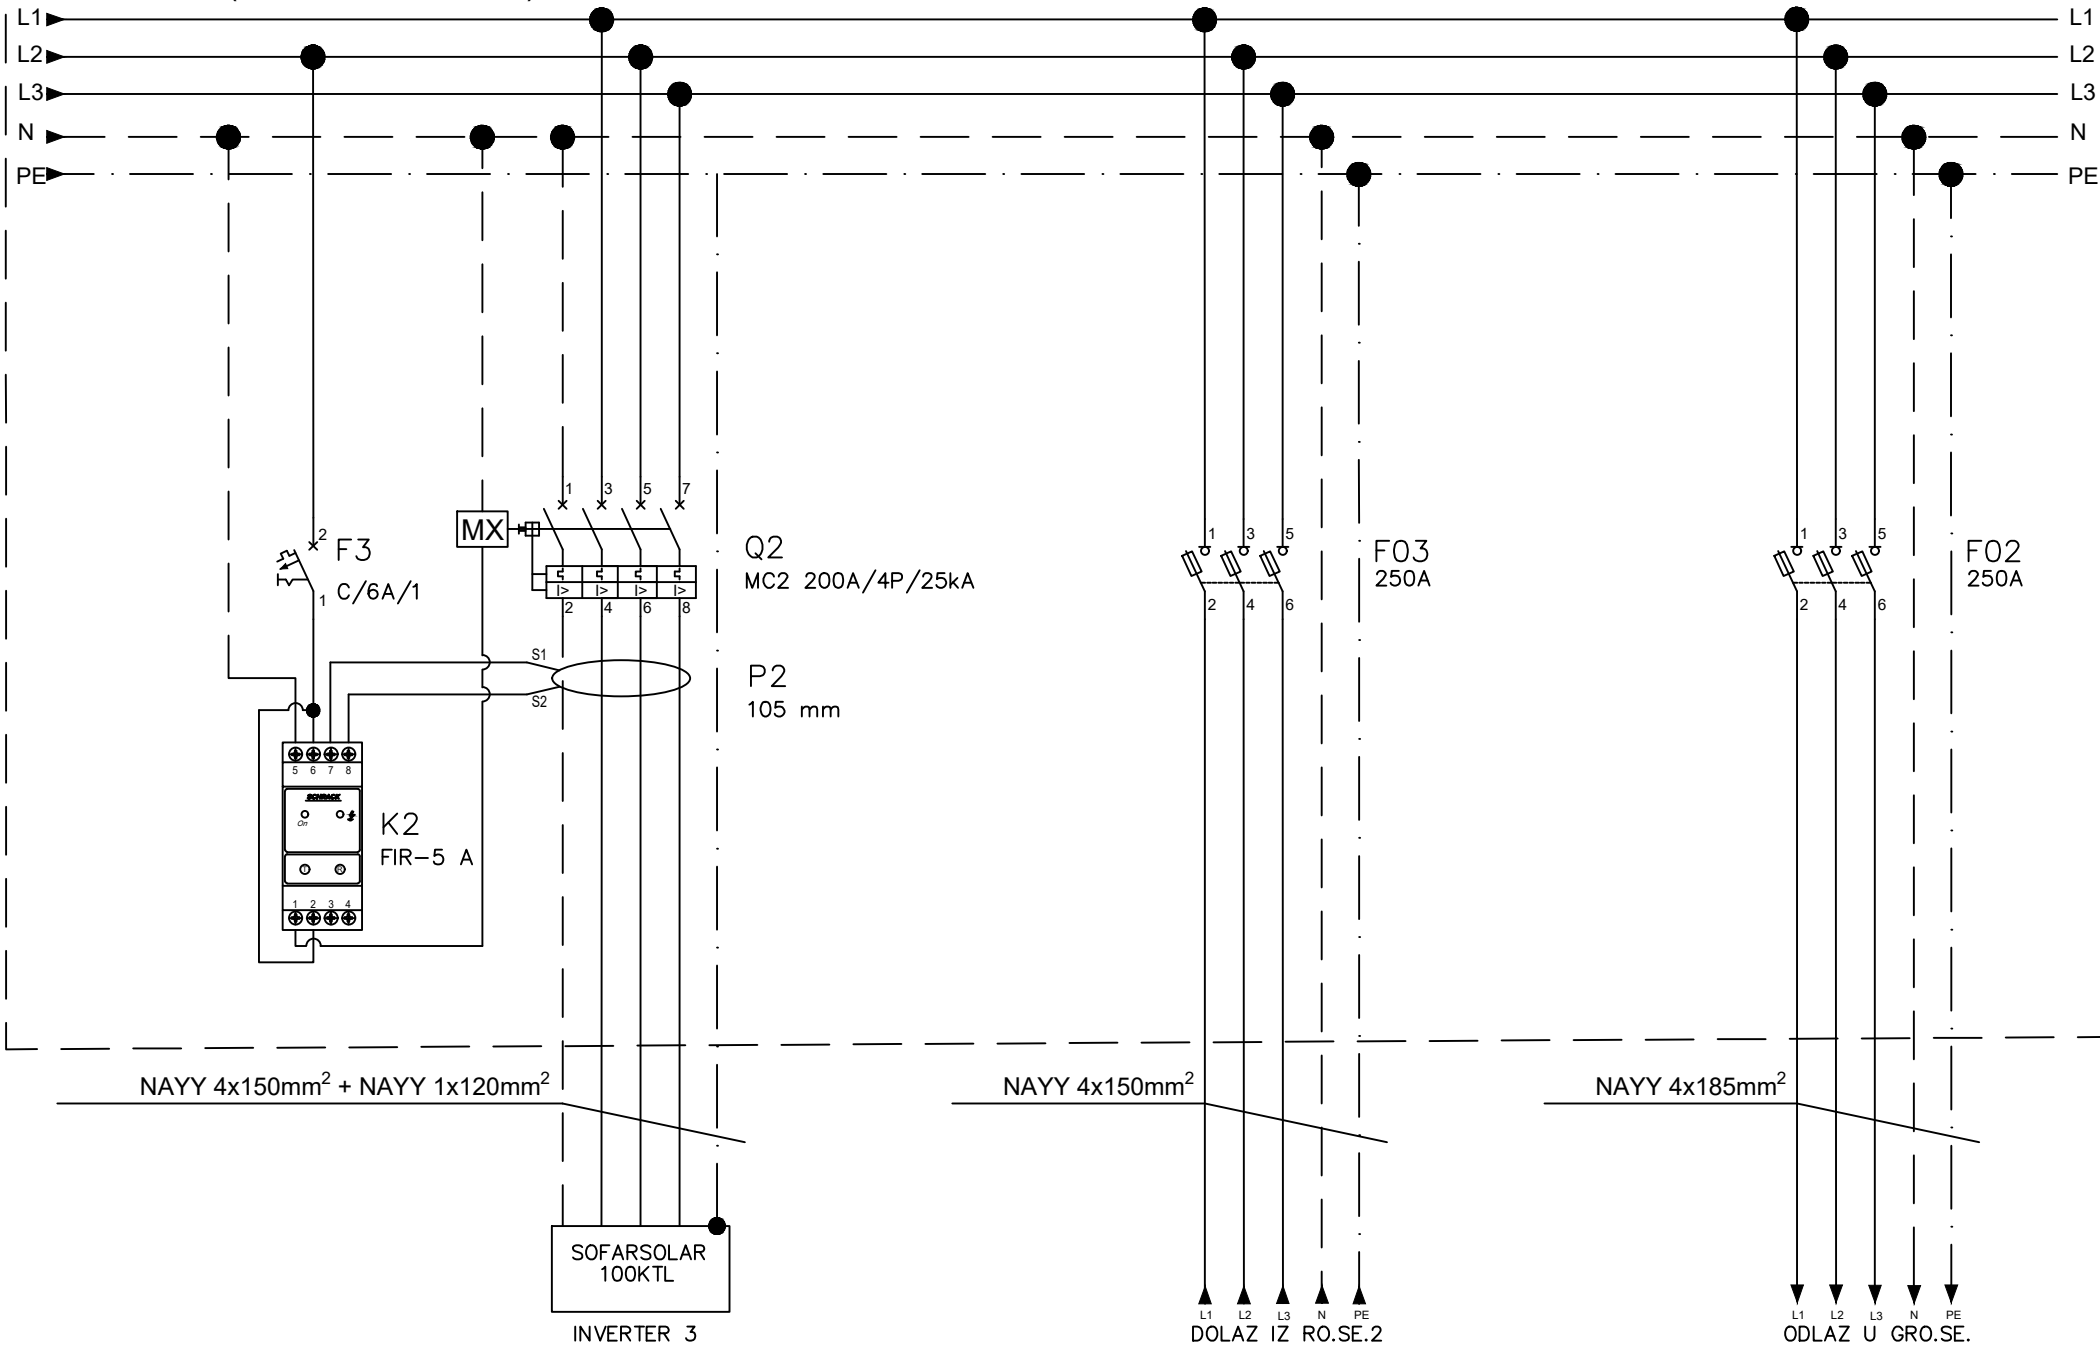 L1
L1
L2
L2
L3
L3
N
N
PE
PE
1 3 5 7
MX
Q2
MC2 200A/4P/25kA
I> I> I> I>
2 4 6 8
2
F3
C/6A/1
1
1 3 5
F03
250A
2 4 6
1 3 5
F02
250A
2 4 6
S1
S2
P2
105 mm
5 6 7 8
SCHRACK
On
K2
FIR-5 A
T R
1 2 3 4
NAYY 4x150mm² + NAYY 1x120mm²
NAYY 4x150mm²
NAYY 4x185mm²
SOFARSOLAR
100KTL
INVERTER 3
L1 L2 L3 N PE
DOLAZ IZ RO.SE.2
L1 L2 L3 N PE
ODLAZ U GRO.SE.